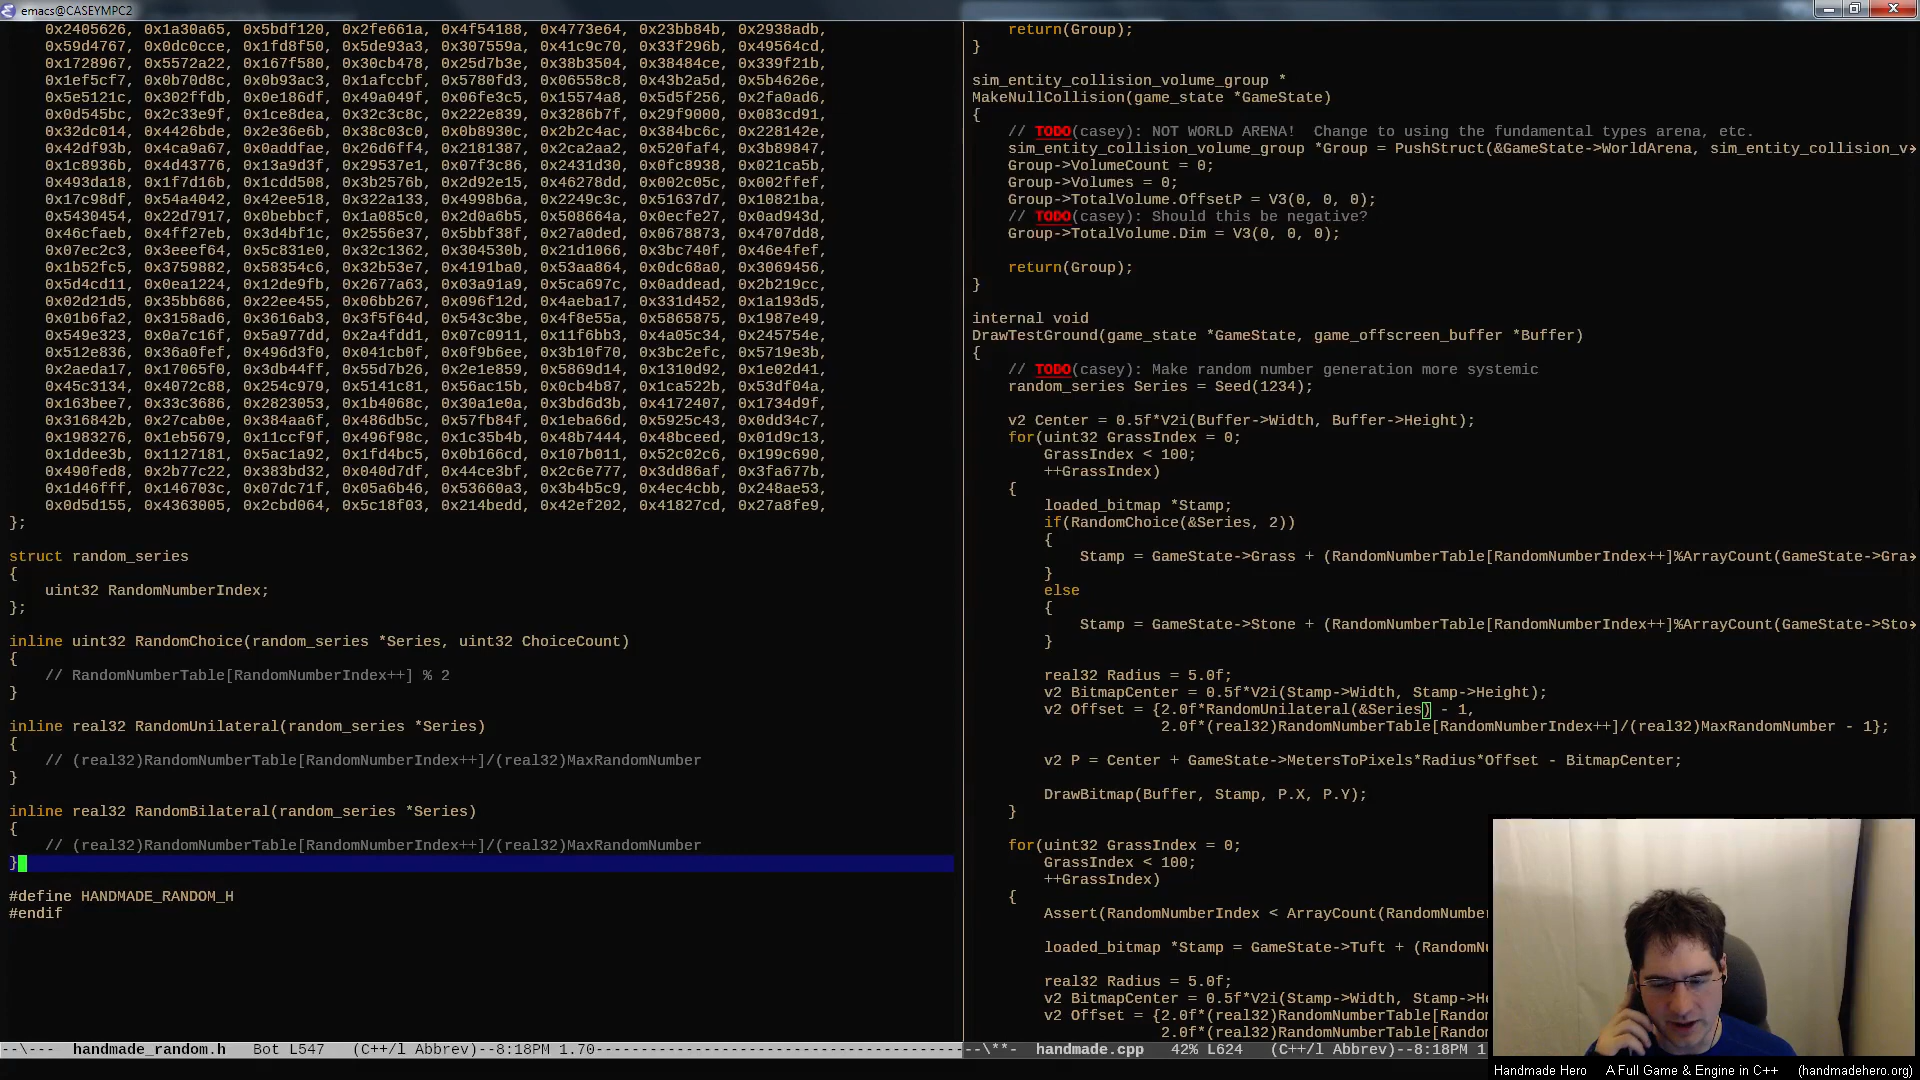 emacs@CASEYMPC2
0x2405626, 0x1a30a65, 0x5bdf120, 0x2fe661a, 0x4f54188, 0x4773e64, 0x23bb84b, 0x2938adb,
0x59d4767, 0x0dc0cce, 0x1fd8f50, 0x5de93a3, 0x307559a, 0x41c9c70, 0x33f296b, 0x49564cd,
0x1728967, 0x5572a22, 0x167f580, 0x30cb478, 0x25d7b3e, 0x38b3504, 0x38484ce, 0x339f21b,
0x1ef5cf7, 0x0b70d8c, 0x0b93ac3, 0x1afccbf, 0x5780fd3, 0x06558c8, 0x43b2a5d, 0x5b4626e,
0x5e5121c, 0x302ffdb, 0x0e186df, 0x49a049f, 0x06fe3c5, 0x15574a8, 0x5d5f256, 0x2fa0ad6,
0x0d545bc, 0x2c33e9f, 0x1ce8dea, 0x32c3c8c, 0x222e839, 0x3286b7f, 0x29f9000, 0x083cd91,
0x32dc014, 0x4426bde, 0x2e36e6b, 0x38c03c0, 0x0b8930c, 0x2b2c4ac, 0x384bc6c, 0x228142e,
0x42df93b, 0x4ca9a67, 0x0addfae, 0x26d6ff4, 0x2181387, 0x2ca2aa2, 0x520faf4, 0x3b89847,
0x1c8936b, 0x4d43776, 0x13a9d3f, 0x29537e1, 0x07f3c86, 0x2431d30, 0x0fc8938, 0x021ca5b,
0x493da18, 0x1f7d16b, 0x1cdd508, 0x3b2576b, 0x2d92e15, 0x46278dd, 0x002c05c, 0x002ffef,
0x17c98df, 0x54a4042, 0x42ee518, 0x322a133, 0x4998b6a, 0x2249c3c, 0x51637d7, 0x10821ba,
0x5430454, 0x22d7917, 0x0bebbcf, 0x1a085c0, 0x2d0a6b5, 0x508664a, 0x0ecfe27, 0x0ad943d,
0x46cfaeb, 0x4ff27eb, 0x3d4bf1c, 0x2556e37, 0x5bbf38f, 0x27a0ded, 0x0678873, 0x4707dd8,
0x07ec2c3, 0x3eeef64, 0x5c831e0, 0x32c1362, 0x304530b, 0x21d1066, 0x3bc740f, 0x46e4fef,
0x1b52fc5, 0x3759882, 0x58354c6, 0x32b53e7, 0x4191ba0, 0x53aa864, 0x0dc68a0, 0x3069456,
0x5d4cd11, 0x0ea1224, 0x12de9fb, 0x2677a63, 0x03a91a9, 0x5ca697c, 0x0addead, 0x2b219cc,
0x02d21d5, 0x35bb686, 0x22ee455, 0x06bb267, 0x096f12d, 0x4aeba17, 0x331d452, 0x1a193d5,
0x01b6fa2, 0x3158ad6, 0x3616ab3, 0x3f5f64d, 0x543c3be, 0x4f8e55a, 0x5865875, 0x1987e49,
0x549e323, 0x0a7c16f, 0x5a977dd, 0x2a4fdd1, 0x07c0911, 0x11f6bb3, 0x4a05c34, 0x245754e,
0x512e836, 0x36a0fef, 0x496d3f0, 0x041cb0f, 0x0f9b6ee, 0x3b10f70, 0x3bc2efc, 0x5719e3b,
0x2aeda17, 0x17065f0, 0x3db44ff, 0x55d7b26, 0x2e1e859, 0x5869d14, 0x1310d92, 0x1e02d41,
0x45c3134, 0x4072c88, 0x254c979, 0x5141c81, 0x56ac15b, 0x0cb4b87, 0x1ca522b, 0x53df04a,
0x163bee7, 0x33c3686, 0x2823053, 0x1b4068c, 0x30a1e0a, 0x3bd6d3b, 0x4172407, 0x1734d9f,
0x316842b, 0x27cab0e, 0x384aa6f, 0x486db5c, 0x57fb84f, 0x1eba66d, 0x5925c43, 0x0dd34c7,
0x1983276, 0x1eb5679, 0x11ccf9f, 0x496f98c, 0x1c35b4b, 0x48b7444, 0x48bceed, 0x01d9c13,
0x1ddee3b, 0x1127181, 0x5ac1a92, 0x1fd4bc5, 0x0b166cd, 0x107b011, 0x52c02c6, 0x199c690,
0x490fed8, 0x2b77c22, 0x383bd32, 0x040d7df, 0x44ce3bf, 0x2c6e777, 0x3dd86af, 0x3fa677b,
0x1d46fff, 0x146703c, 0x07dc71f, 0x05a6b46, 0x53660a3, 0x3b4b5c9, 0x4ec4cbb, 0x248ae53,
0x0d5d155, 0x4363005, 0x2cbd064, 0x5c18f03, 0x214bedd, 0x42ef202, 0x41827cd, 0x27a8fe9,
};
struct random_series
{
uint32 RandomNumberIndex;
};
inline uint32 RandomChoice(random_series *Series, uint32 ChoiceCount)
{
// RandomNumberTable[RandomNumberIndex++] % 2
}
inline real32 RandomUnilateral(random_series *Series)
{
// (real32)RandomNumberTable[RandomNumberIndex++]/(real32)MaxRandomNumber
}
inline real32 RandomBilateral(random_series *Series)
{
// (real32)RandomNumberTable[RandomNumberIndex++]/(real32)MaxRandomNumber
}
#define HANDMADE_RANDOM_H
#endif
--\--- handmade_random.h Bot L547 (C++/l Abbrev)--8:18PM 1.70
return(Group);
}
sim_entity_collision_volume_group *
MakeNullCollision(game_state *GameState)
{
// TODO(casey): NOT WORLD ARENA! Change to using the fundamental types arena, etc.
sim_entity_collision_volume_group *Group = PushStruct(&GameState->WorldArena, sim_entity_collision_v
Group->VolumeCount = 0;
Group->Volumes = 0;
Group->TotalVolume.OffsetP = V3(0, 0, 0);
// TODO(casey): Should this be negative?
Group->TotalVolume.Dim = V3(0, 0, 0);
return(Group);
}
internal void
DrawTestGround(game_state *GameState, game_offscreen_buffer *Buffer)
{
// TODO(casey): Make random number generation more systemic
random_series Series = Seed(1234);
v2 Center = 0.5f*V2i(Buffer->Width, Buffer->Height);
for(uint32 GrassIndex = 0;
GrassIndex < 100;
++GrassIndex)
{
loaded_bitmap *Stamp;
if(RandomChoice(&Series, 2))
{
Stamp = GameState->Grass + (RandomNumberTable[RandomNumberIndex++]%ArrayCount(GameState->Gra
}
else
{
Stamp = GameState->Stone + (RandomNumberTable[RandomNumberIndex++]%ArrayCount(GameState->Sto
}
real32 Radius = 5.0f;
v2 BitmapCenter = 0.5f*V2i(Stamp->Width, Stamp->Height);
v2 Offset = {2.0f*RandomUnilateral(&Series) - 1,
2.0f*(real32)RandomNumberTable[RandomNumberIndex++]/(real32)MaxRandomNumber - 1};
v2 P = Center + GameState->MetersToPixels*Radius*Offset - BitmapCenter;
DrawBitmap(Buffer, Stamp, P.X, P.Y);
}
for(uint32 GrassIndex = 0;
GrassIndex < 100;
++GrassIndex)
{
Assert(RandomNumberIndex < ArrayCount(RandomNumber
loaded_bitmap *Stamp = GameState->Tuft + (RandomNu
real32 Radius = 5.0f;
v2 BitmapCenter = 0.5f*V2i(Stamp->Width, Stamp->He
v2 Offset = {2.0f*(real32)RandomNumberTable[Random
2.0f*(real32)RandomNumberTable[Random
--\**- handmade.cpp 42% L624 (C++/l Abbrev)--8:18PM 1
Handmade Hero A Full Game & Engine in C++ (handmadehero.org)